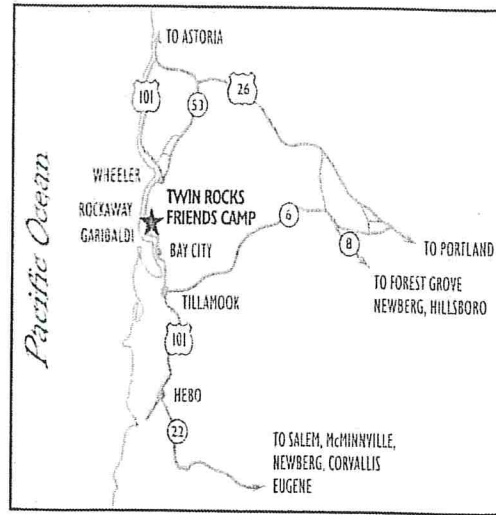 TO ASTORIA
101
53
26
WHEELER
TWIN ROCKS
FRIENDS CAMP
ROCKAWAY
GARIBALDI
BAY CITY
6
8
TO PORTLAND
TO FOREST GROVE
NEWBERG, HILLSBORO
TILLAMOOK
Pacific Ocean
101
HEBO
22
TO SALEM, McMINNVILLE,
NEWBERG, CORVALLIS
EUGENE